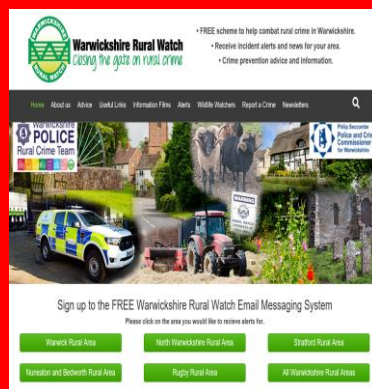 WARWICKSHIRE
RURAL WATCH
Warwickshire Rural Watch
Closing the gate on rural crime
• FREE scheme to help combat rural crime in Warwickshire.
• Receive incident alerts and news for your area.
• Crime prevention advice and information.
Home About us Advice Useful Links Information Films Alerts Wildlife Watchers Report a Crime Newsletters
Warwickshire
POLICE
Rural Crime Team
Philip Seccombe
Police and Cri
Commissioner
for Warwickshire
WARNING
Sign up to the FREE Warwickshire Rural Watch Email Messaging System
Please click on the area you would like to recieve alerts for.
Warwick Rural Area
North Warwickshire Rural Area
Stratford Rural Area
Nuneaton and Bedworth Rural Area
Rugby Rural Area
All Warwickshire Rural Areas